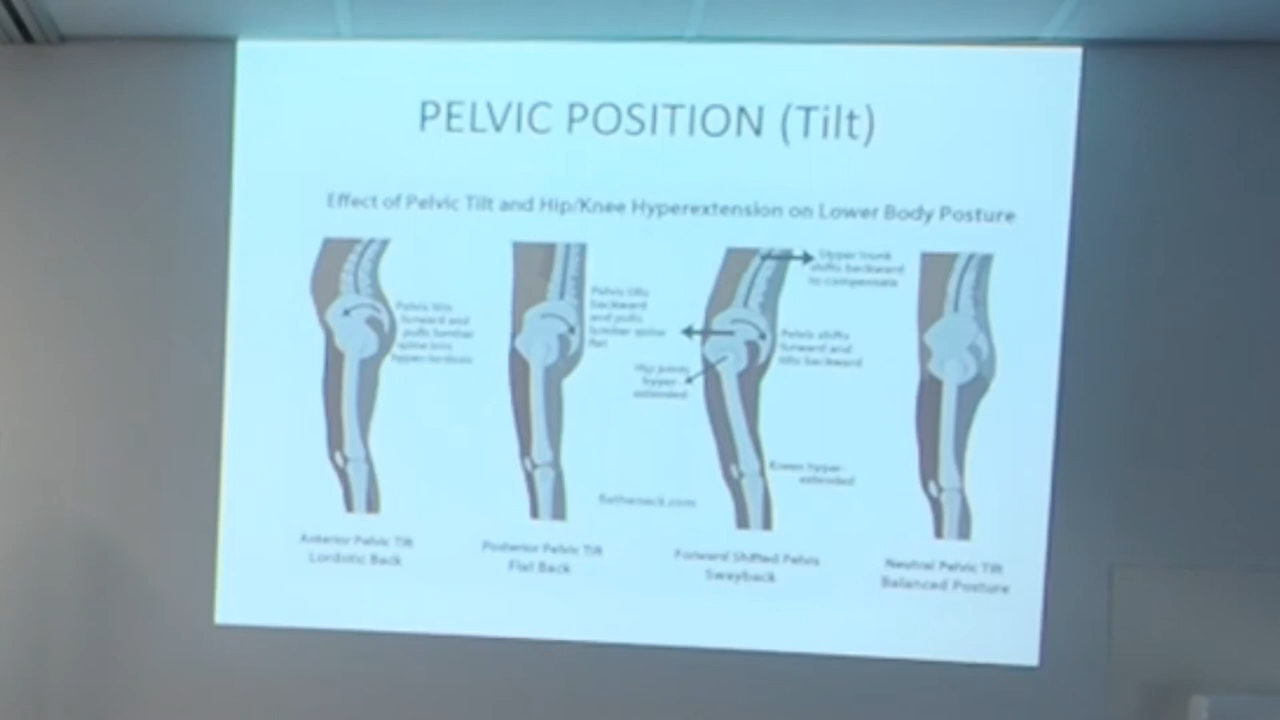 PELVIC POSITION (Tilt)
Effect of Pelvic Tilt and Hip/Knee Hyperextension on Lower Body Posture
Pelvis tilts
forward and
pulls lumbar
spine into
Pelvis tilts
backward
and pulls
lumbar spine
flat
Upper trunk
shifts backward
to compensate
Pelvis shifts
forward and
tilts backward
Hip joints
hyper-
extended
Knees hyper-
extended
Anterior Pelvic Tilt
Lordotic Back
Posterior Pelvic Tilt
Flat Back
Forward Shifted Pelvis
Swayback
Neutral Pelvic Tilt
Balanced Posture